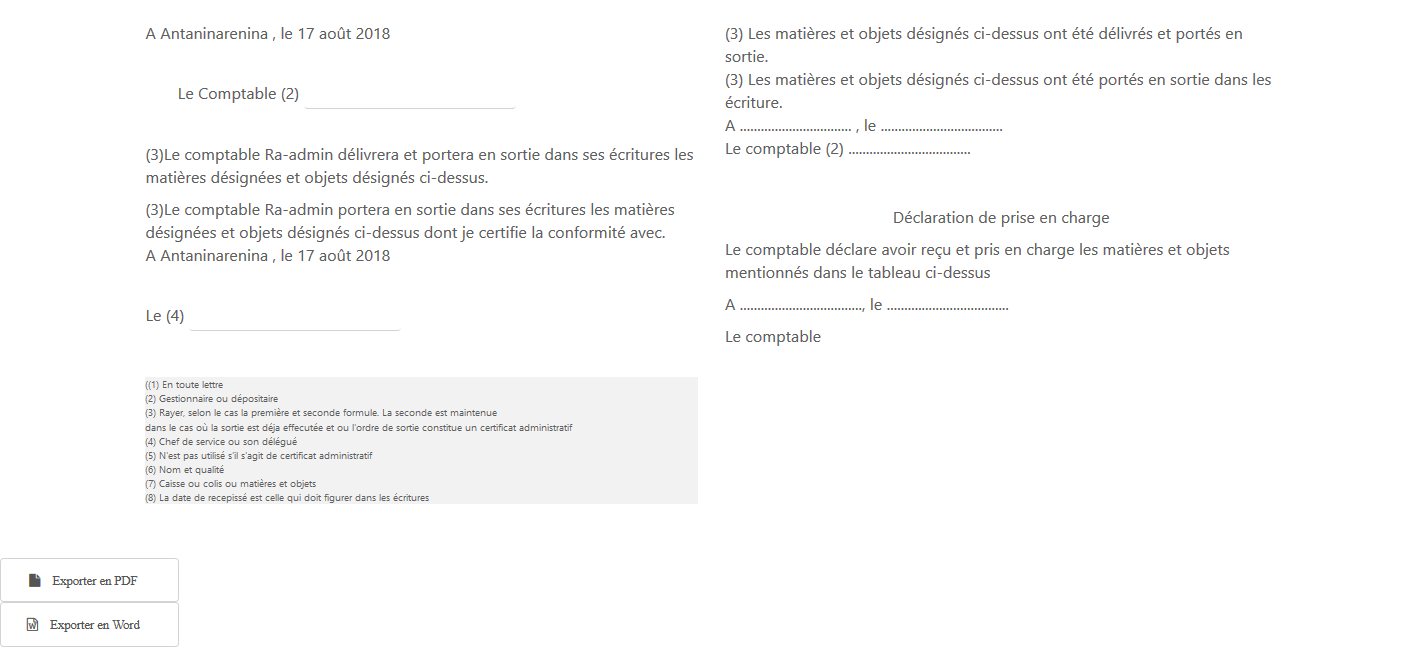 A Antaninarenina , le 17 août 2018
Le Comptable (2)
(3)Le comptable Ra-admin délivrera et portera en sortie dans ses écritures les
matières désignées et objets désignés ci-dessus.
(3)Le comptable Ra-admin portera en sortie dans ses écritures les matières
désignées et objets désignés ci-dessus dont je certifie la conformité avec.
A Antaninarenina , le 17 août 2018
Le (4)
((1) En toute lettre
(2) Gestionnaire ou dépositaire
(3) Rayer, selon le cas la première et seconde formule. La seconde est maintenue
dans le cas où la sortie est déja effecutée et ou l'ordre de sortie constitue un certificat administratif
(4) Chef de service ou son délégué
(5) N'est pas utilisé s'il s'agit de certificat administratif
(6) Nom et qualité
(7) Caisse ou colis ou matières et objets
(8) La date de recepissé est celle qui doit figurer dans les écritures
(3) Les matières et objets désignés ci-dessus ont été délivrés et portés en
sortie.
(3) Les matières et objets désignés ci-dessus ont été portés en sortie dans les
écriture.
A ................................ , le ...................................
Le comptable (2) ...................................
Déclaration de prise en charge
Le comptable déclare avoir reçu et pris en charge les matières et objets
mentionnés dans le tableau ci-dessus
A ..................................., le ...................................
Le comptable
Exporter en PDF
Exporter en Word